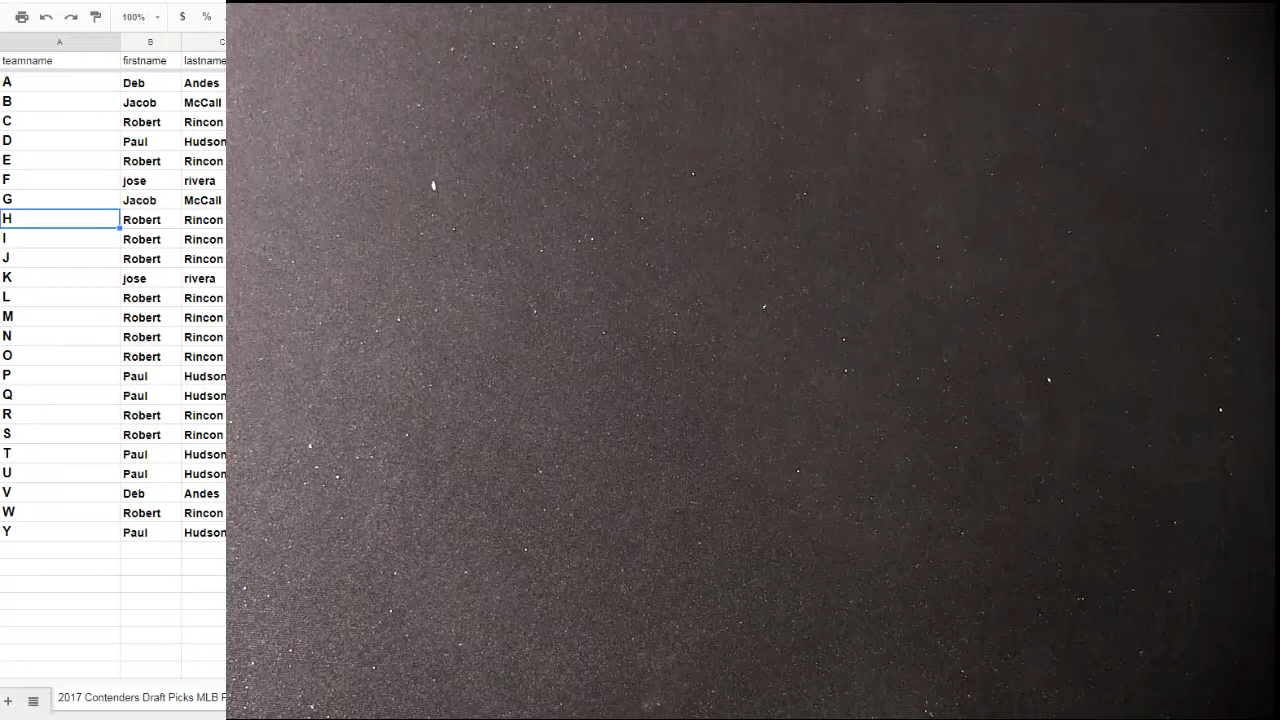 100% $ %
A B C
teamname firstname lastname
A Deb Andes
B Jacob McCall
C Robert Rincon
D Paul Hudson
E Robert Rincon
F jose rivera
G Jacob McCall
H Robert Rincon
I Robert Rincon
J Robert Rincon
K jose rivera
L Robert Rincon
M Robert Rincon
N Robert Rincon
O Robert Rincon
P Paul Hudson
Q Paul Hudson
R Robert Rincon
S Robert Rincon
T Paul Hudson
U Paul Hudson
V Deb Andes
W Robert Rincon
Y Paul Hudson
2017 Contenders Draft Picks MLB